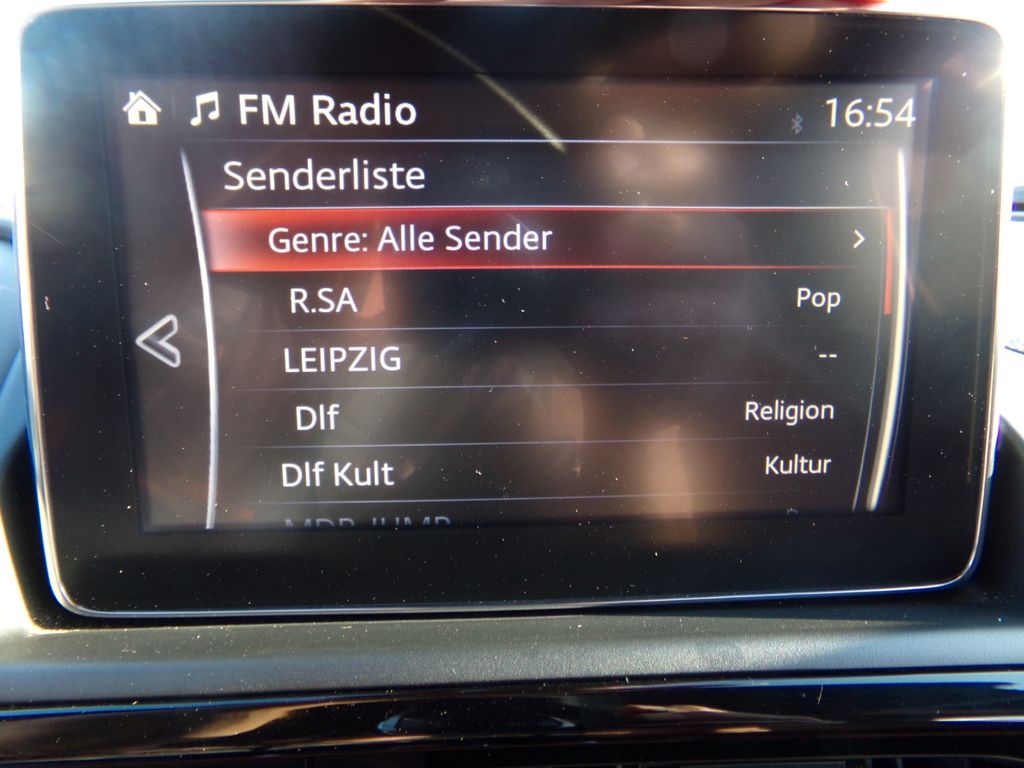 FM Radio 16:54
Senderliste
Genre: Alle Sender
R.SA Pop
LEIPZIG --
Dlf Religion
Dlf Kult Kultur